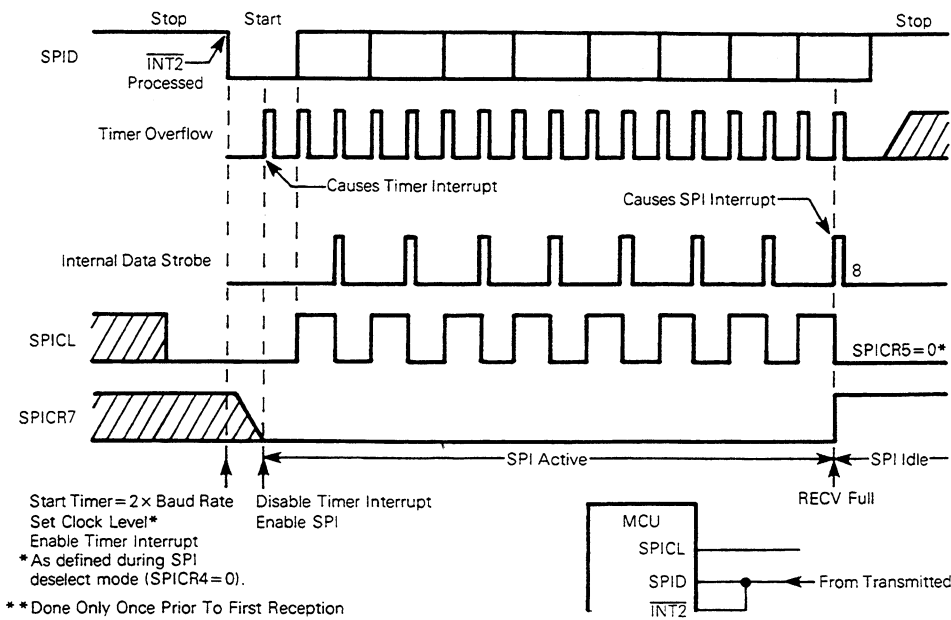 Stop Start Stop
SPID
INT2
Processed
Timer Overflow
Causes Timer Interrupt
Causes SPI Interrupt
Internal Data Strobe
8
SPICL
SPICR5=0*
SPICR7
SPI Active SPI Idle
Start Timer=2× Baud Rate
Set Clock Level*
Enable Timer Interrupt
*As defined during SPI
deselect mode (SPICR4=0).
**Done Only Once Prior To First Reception
Disable Timer Interrupt
Enable SPI
RECV Full
MCU
SPICL
SPID
INT2
From Transmitted